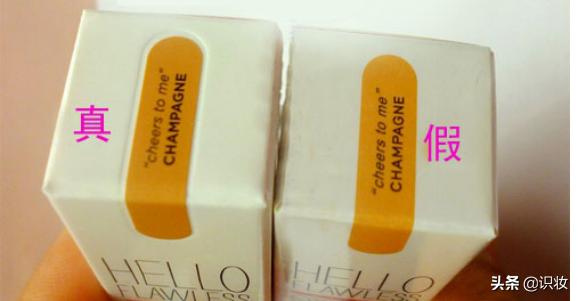 真
"cheers to me"
CHAMPAGNE
HELLO
FLAWLESS
"cheers to me"
CHAMPAGNE
假
HELLO
FLAWLESS
头条 @识妆